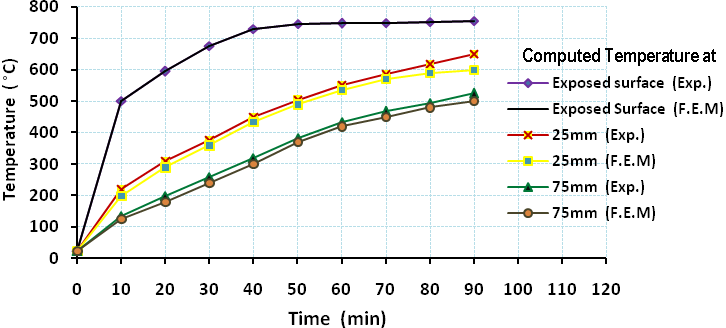 800
700
600
500
400
300
200
100
0
Temperature (°C)
0 10 20 30 40 50 60 70 80 90 100 110 120
Time (min)
Computed Temperature at
Exposed surface (Exp.)
Exposed Surface (F.E.M)
25mm (Exp.)
25mm (F.E.M)
75mm (Exp.)
75mm (F.E.M)